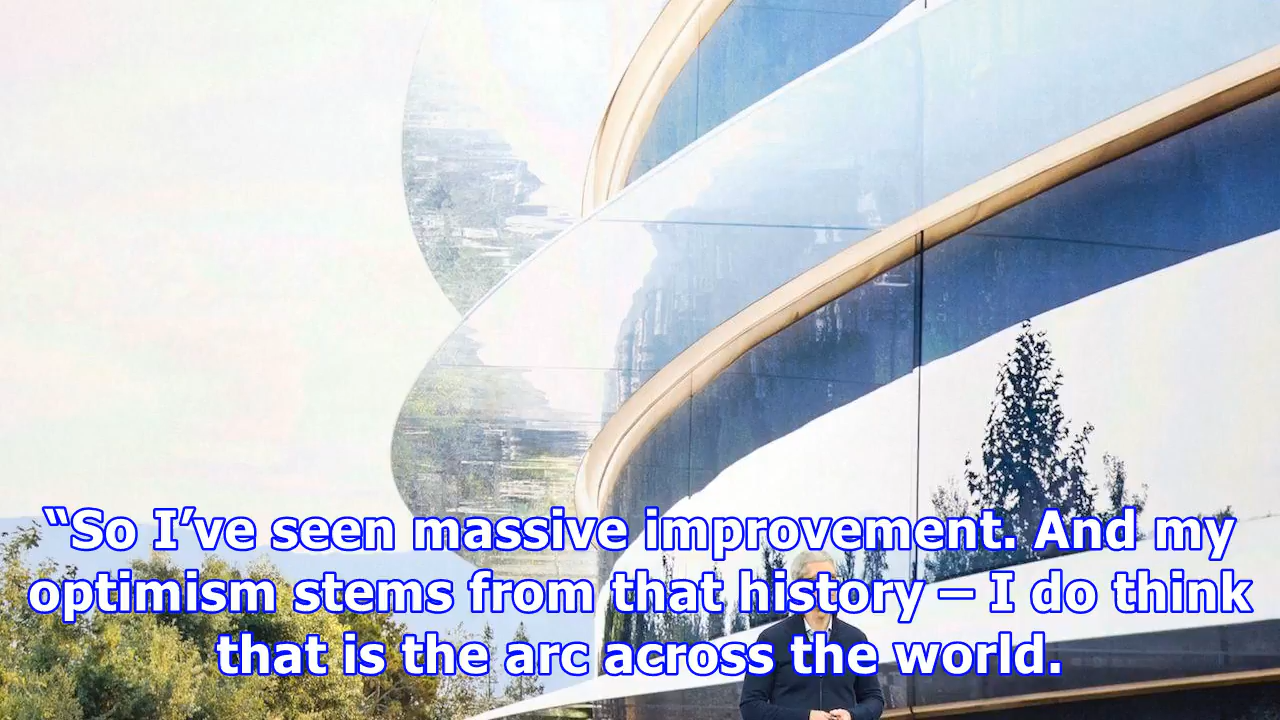 “So I’ve seen massive improvement. And my
optimism stems from that history – I do think
that is the arc across the world.